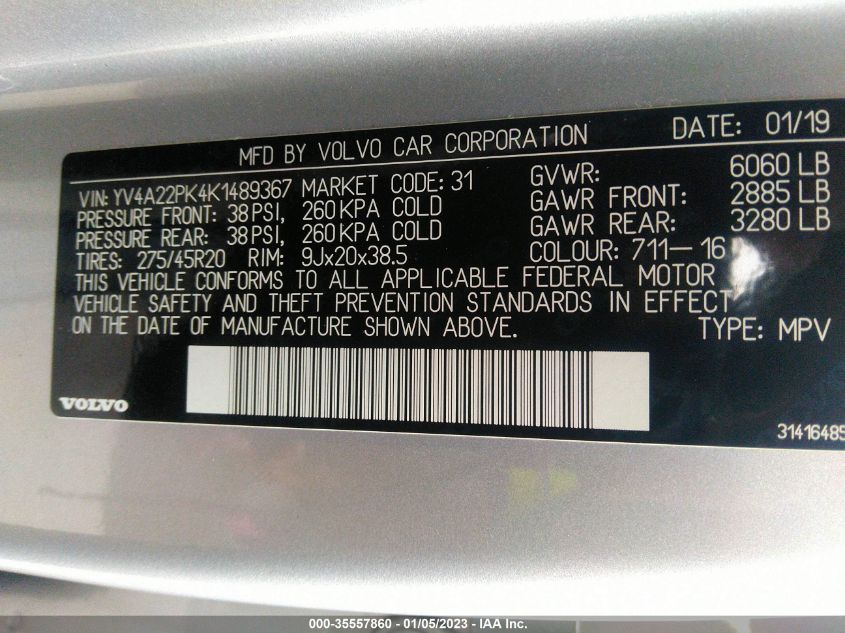 MFD BY VOLVO CAR CORPORATION DATE: 01/19
VIN: YV4A22PK4K1489367 MARKET CODE: 31 GVWR: 6060 LB
PRESSURE FRONT: 38 PSI, 260 KPA COLD GAWR FRONT: 2885 LB
PRESSURE REAR: 38 PSI, 260 KPA COLD GAWR REAR: 3280 LB
TIRES: 275/45R20 RIM: 9Jx20x38.5 COLOUR: 711—16
THIS VEHICLE CONFORMS TO ALL APPLICABLE FEDERAL MOTOR
VEHICLE SAFETY AND THEFT PREVENTION STANDARDS IN EFFECT
ON THE DATE OF MANUFACTURE SHOWN ABOVE. TYPE: MPV
VOLVO
31416485
000-35557860 - 01/05/2023 - IAA Inc.